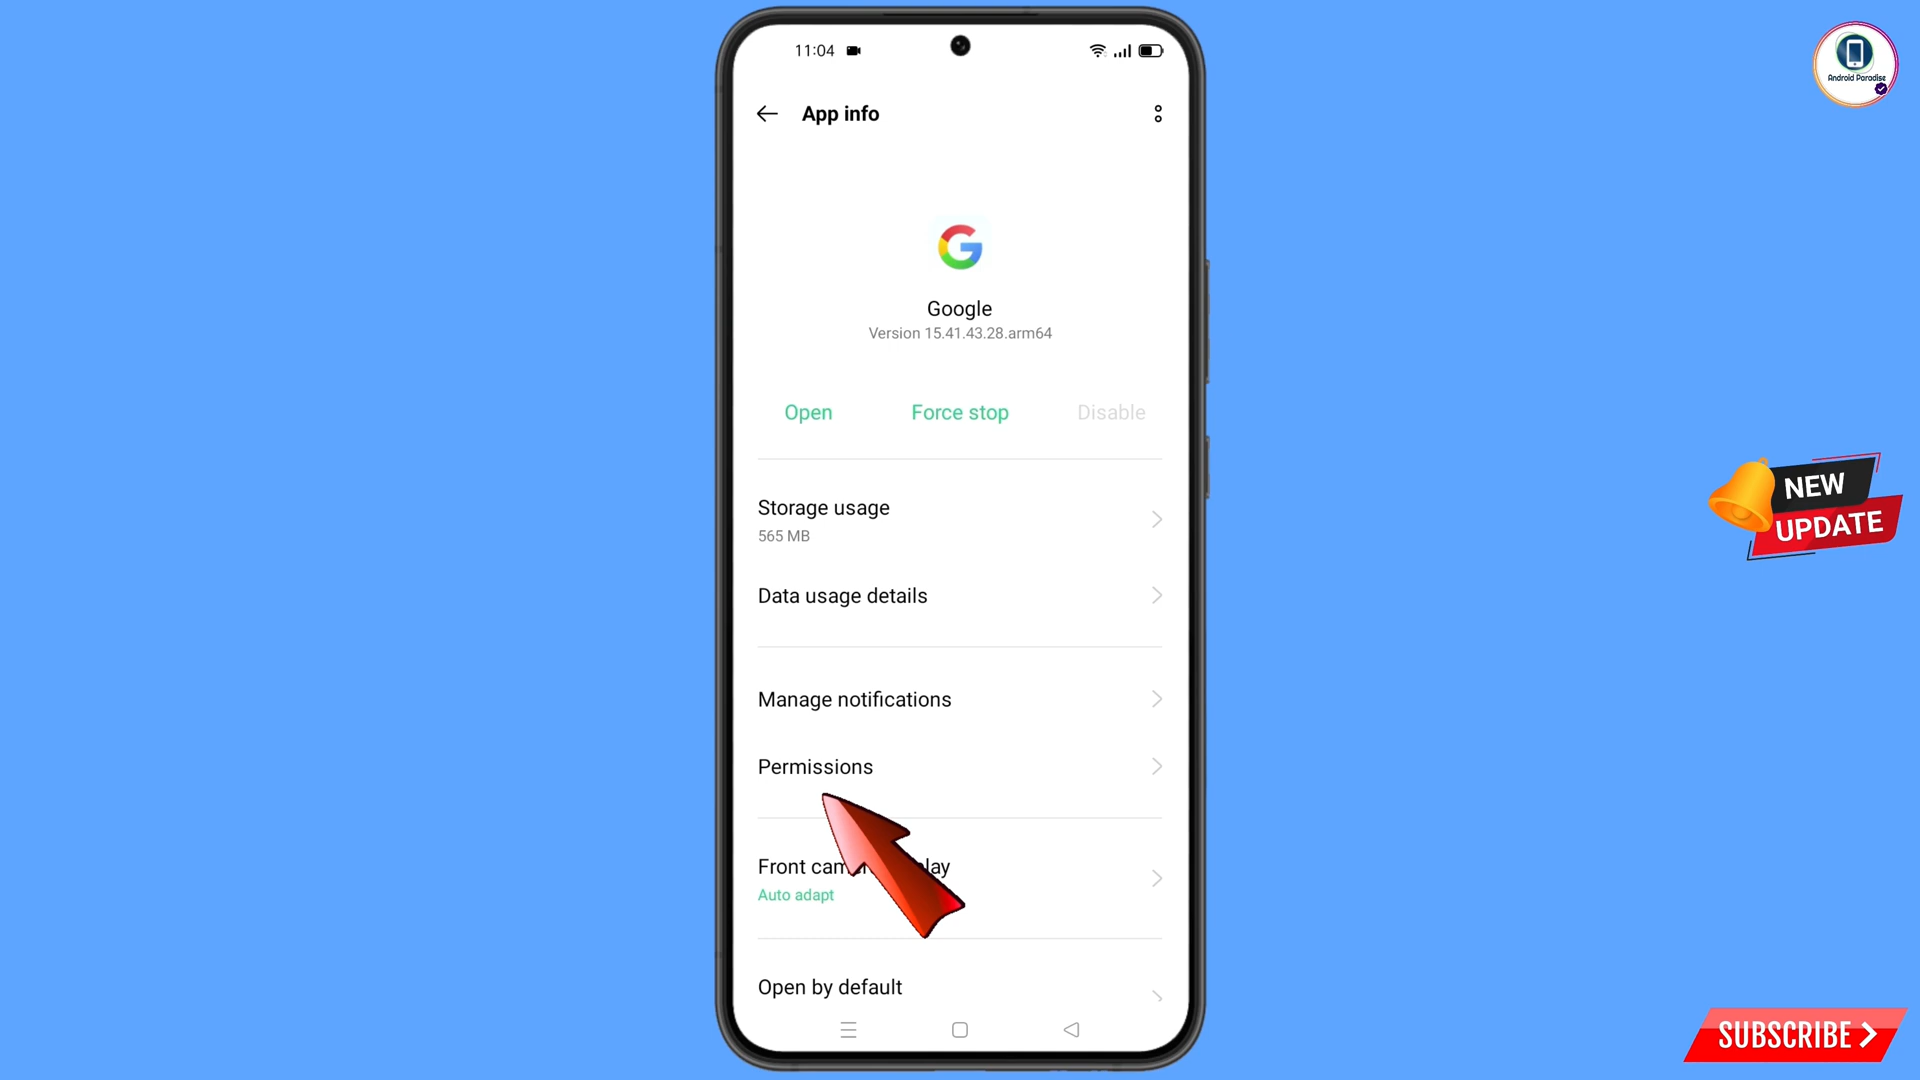 11:04
App info
Google
Version 15.41.43.28.arm64
Open
Force stop
Disable
Storage usage
565 MB
Data usage details
Manage notifications
Permissions
Auto adapt
Open by default
Android Paradise
NEW
UPDATE
SUBSCRIBE